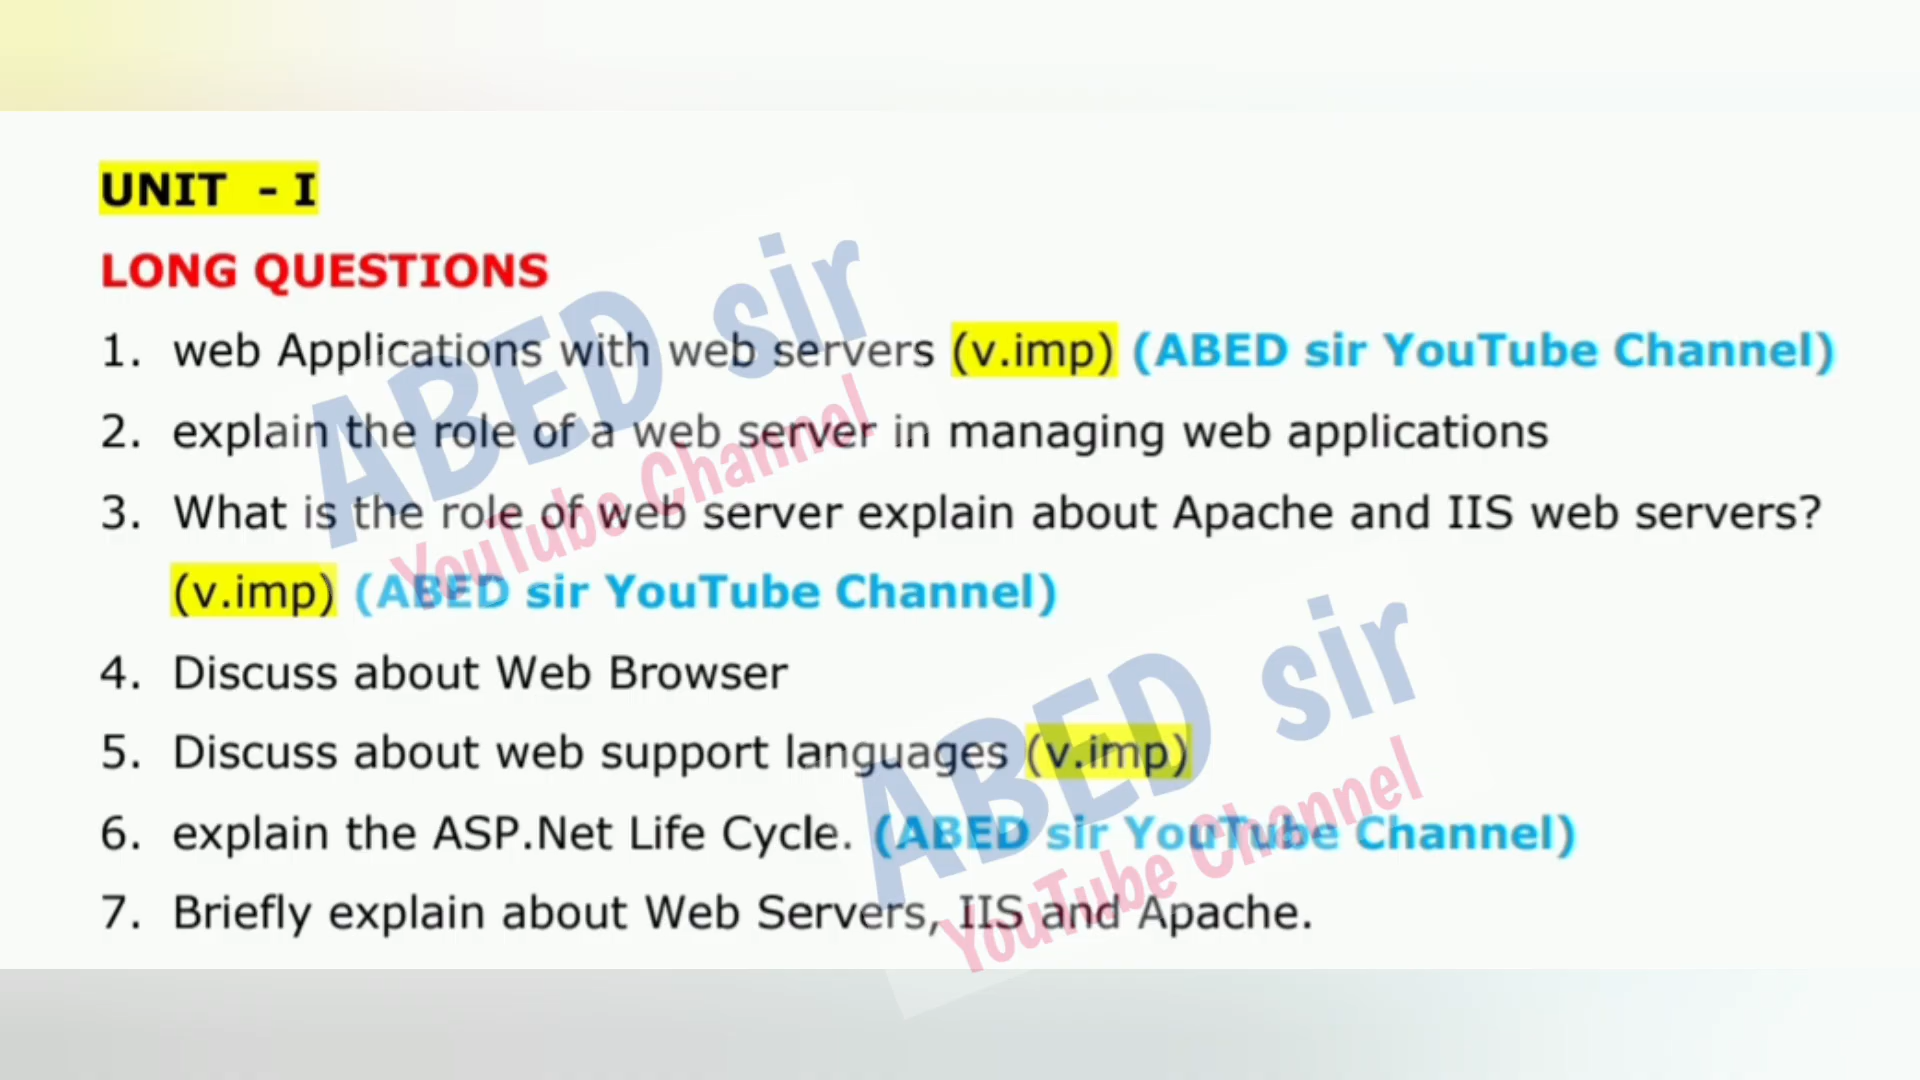 UNIT - I
LONG QUESTIONS
1. web Applications with web servers (v.imp) (ABED sir YouTube Channel)
2. explain the role of a web server in managing web applications
3. What is the role of web server explain about Apache and IIS web servers?
(v.imp) (ABED sir YouTube Channel)
4. Discuss about Web Browser
5. Discuss about web support languages (v.imp)
6. explain the ASP.Net Life Cycle. (ABED sir YouTube Channel)
7. Briefly explain about Web Servers, IIS and Apache.
ABED sir
YouTube Channel
ABED sir
YouTube Channel